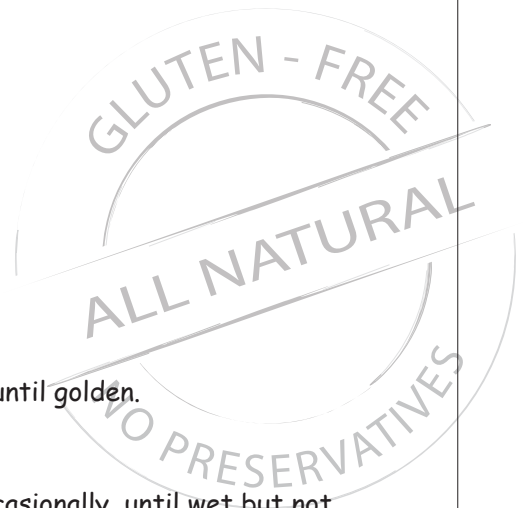 GLUTEN - FREE
ALL NATURAL
until golden.
NO PRESERVATIVES
casionally, until wet but not